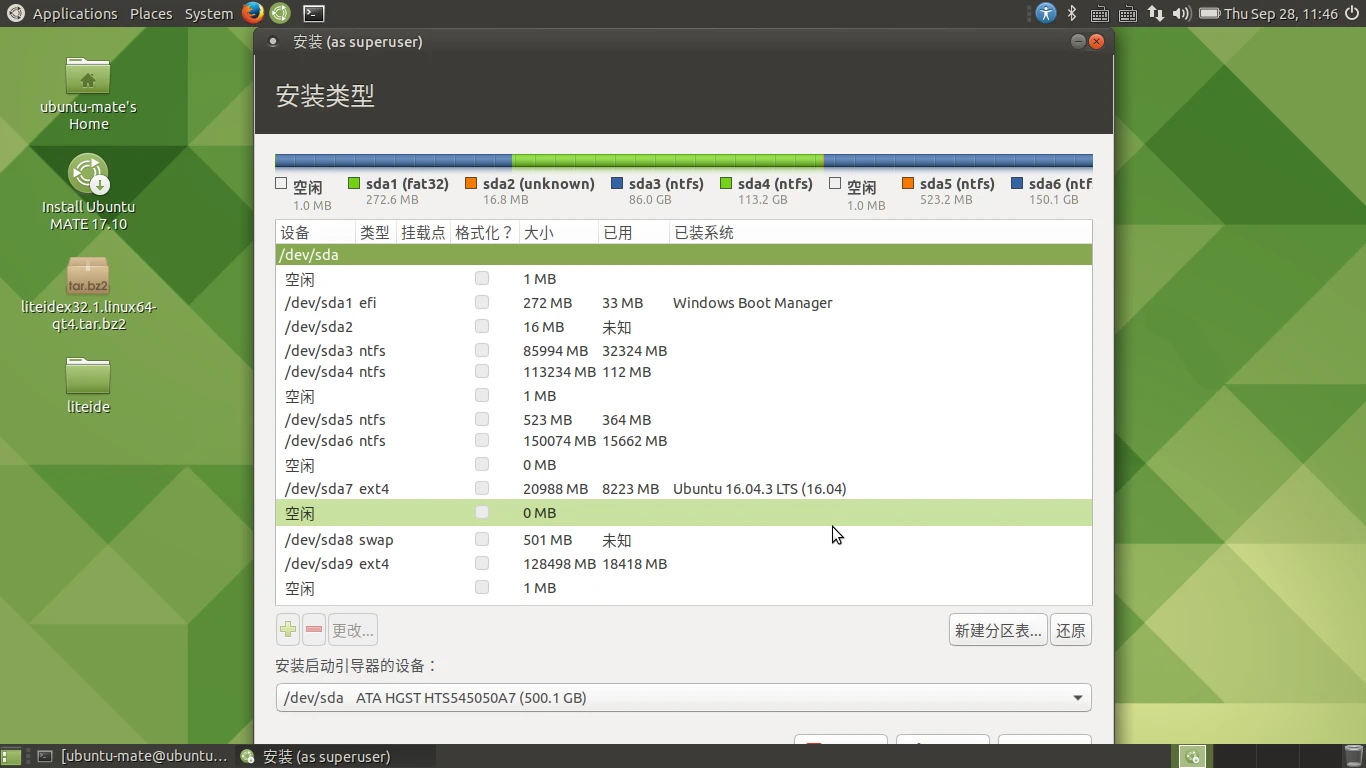 Applications Places System Thu Sep 28, 11:46
安装 (as superuser)
安装类型
ubuntu-mate's
Home
Install Ubuntu
MATE 17.10
tar.bz2
liteidex32.1.linux64-
qt4.tar.bz2
liteide
空闲 sda1 (fat32) sda2 (unknown) sda3 (ntfs) sda4 (ntfs) 空闲 sda5 (ntfs) sda6 (ntf
1.0 MB 272.6 MB 16.8 MB 86.0 GB 113.2 GB 1.0 MB 523.2 MB 150.1 GB
设备 类型 挂载点 格式化？ 大小 已用 已装系统
/dev/sda
空闲 1 MB
/dev/sda1 efi 272 MB 33 MB Windows Boot Manager
/dev/sda2 16 MB 未知
/dev/sda3 ntfs 85994 MB 32324 MB
/dev/sda4 ntfs 113234 MB 112 MB
空闲 1 MB
/dev/sda5 ntfs 523 MB 364 MB
/dev/sda6 ntfs 150074 MB 15662 MB
空闲 0 MB
/dev/sda7 ext4 20988 MB 8223 MB Ubuntu 16.04.3 LTS (16.04)
空闲 0 MB
/dev/sda8 swap 501 MB 未知
/dev/sda9 ext4 128498 MB 18418 MB
空闲 1 MB
更改... 新建分区表... 还原
安装启动引导器的设备：
/dev/sda ATA HGST HTS545050A7 (500.1 GB)
[ubuntu-mate@ubuntu... 安装 (as superuser)